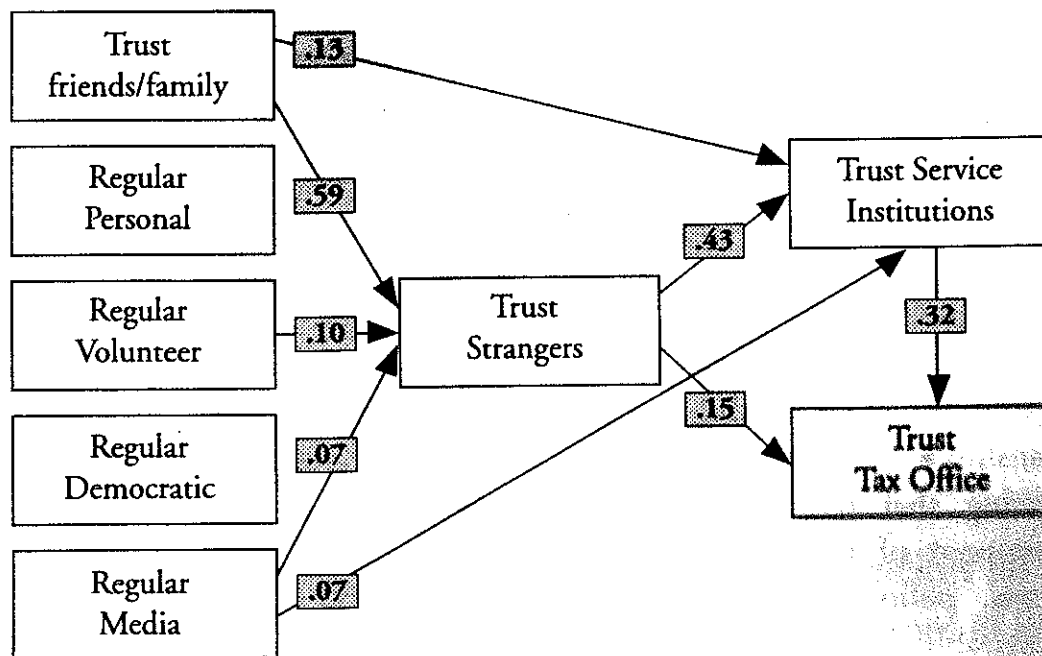 Trust
friends/family
.13
Regular
Personal
.59
Trust Service
Institutions
.43
Regular
Volunteer
.10
Trust
Strangers
.32
.15
Regular
Democratic
.07
Trust
Tax Office
Regular
Media
.07